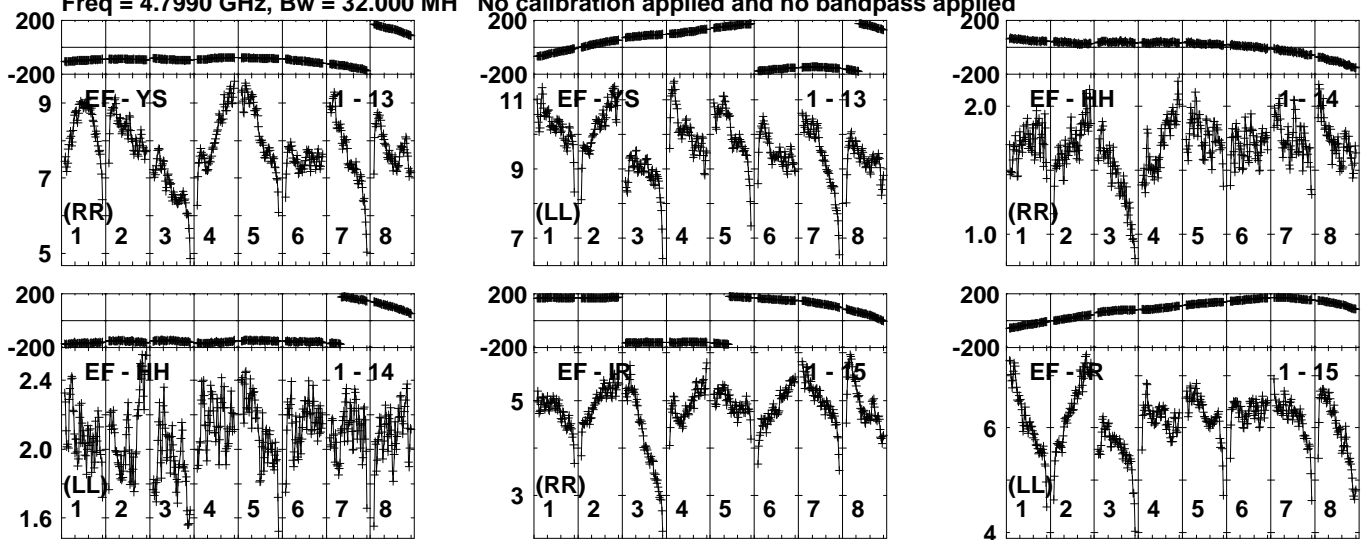 Freq = 4.7990 GHz, Bw = 32.000 MH No calibration applied and no bandpass applied
200
-200
9
7
5
EF - YS 1 - 13
(RR)
1 2 3 4 5 6 7 8
200
-200
11
9
7
EF - YS 1 - 13
(LL)
1 2 3 4 5 6 7 8
200
-200
2.0
1.0
EF - HH 1 - 14
(RR)
1 2 3 4 5 6 7 8
200
-200
2.4
2.0
1.6
EF - HH 1 - 14
(LL)
1 2 3 4 5 6 7 8
200
-200
5
3
EF - IR 1 - 15
(RR)
1 2 3 4 5 6 7 8
200
-200
6
4
EF - IR 1 - 15
(LL)
1 2 3 4 5 6 7 8